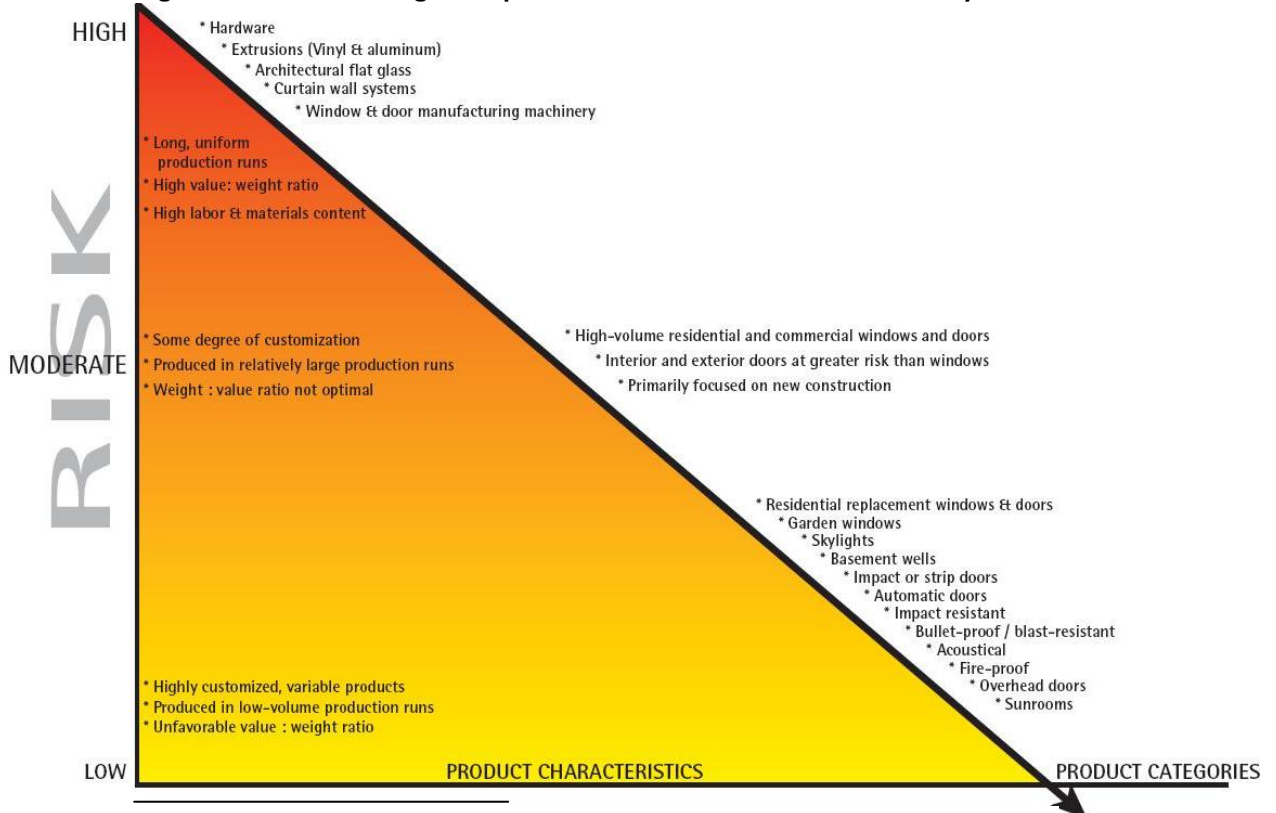 HIGH
* Hardware
* Extrusions (Vinyl & aluminum)
* Architectural flat glass
* Curtain wall systems
* Window & door manufacturing machinery
* Long, uniform
production runs
* High value: weight ratio
* High labor & materials content
RISK
MODERATE
* Some degree of customization
* Produced in relatively large production runs
* Weight : value ratio not optimal
* High-volume residential and commercial windows and doors
* Interior and exterior doors at greater risk than windows
* Primarily focused on new construction
* Residential replacement windows & doors
* Garden windows
* Skylights
* Basement wells
* Impact or strip doors
* Automatic doors
* Impact resistant
* Bullet-proof / blast-resistant
* Acoustical
* Fire-proof
* Overhead doors
* Sunrooms
* Highly customized, variable products
* Produced in low-volume production runs
* Unfavorable value : weight ratio
LOW
PRODUCT CHARACTERISTICS
PRODUCT CATEGORIES